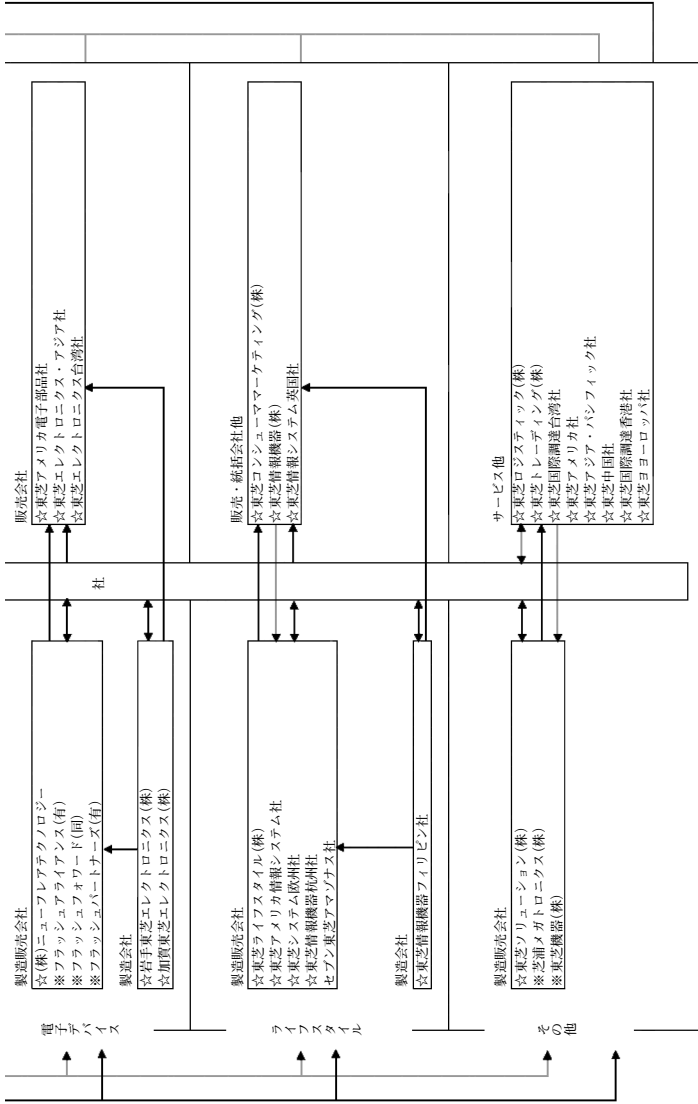 電子デバイス
製造販売会社
☆(株)ニューフレアテクノロジー
※フラッシュアライアンス(有)
※フラッシュフォワード(同)
※フラッシュパートナーズ(有)
製造会社
☆岩手東芝エレクトロニクス(株)
☆加賀東芝エレクトロニクス(株)
社
販売会社
☆東芝アメリカ電子部品社
☆東芝エレクトロニクス・アジア社
☆東芝エレクトロニクス台湾社
ライフスタイル
製造販売会社
☆東芝ライフスタイル(株)
☆東芝アメリカ情報システム社
☆東芝システム欧州社
☆東芝情報機器杭州社
セブン東芝アマゾナス社
製造会社
☆東芝情報機器フィリピン社
販売・統括会社他
☆東芝コンシューママーケティング(株)
☆東芝情報機器(株)
☆東芝情報システム英国社
その他
製造販売会社
☆東芝ソリューション(株)
※芝浦メカトロニクス(株)
※東芝機器(株)
サービス他
☆東芝ロジスティック(株)
☆東芝トレーディング(株)
☆東芝国際調達台湾社
☆東芝アメリカ社
☆東芝アジア・パシフィック社
☆東芝中国社
☆東芝国際調達香港社
☆東芝ヨーロッパ社